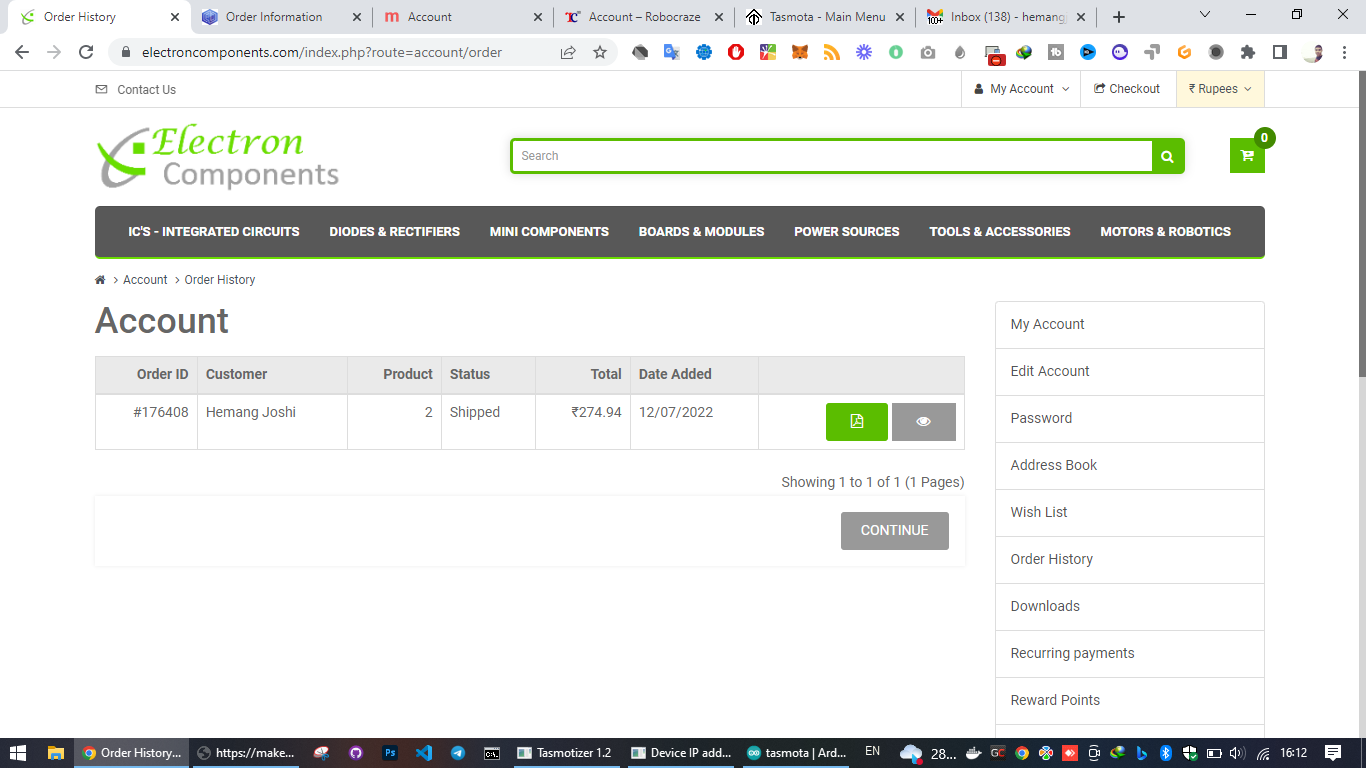 Order History
Order Information
Account
Account – Robocraze
Tasmota - Main Menu
Inbox (138) - hemang
electroncomponents.com/index.php?route=account/order
Contact Us
My Account
Checkout
₹ Rupees
Electron
Components
Search
0
IC'S - INTEGRATED CIRCUITS
DIODES & RECTIFIERS
MINI COMPONENTS
BOARDS & MODULES
POWER SOURCES
TOOLS & ACCESSORIES
MOTORS & ROBOTICS
Account
Order History
Account
Order ID Customer Product Status Total Date Added
#176408 Hemang Joshi 2 Shipped ₹274.94 12/07/2022
Showing 1 to 1 of 1 (1 Pages)
CONTINUE
My Account
Edit Account
Password
Address Book
Wish List
Order History
Downloads
Recurring payments
Reward Points
Order History...
https://make...
Tasmotizer 1.2
Device IP add...
tasmota | Ard...
EN
28...
16:12